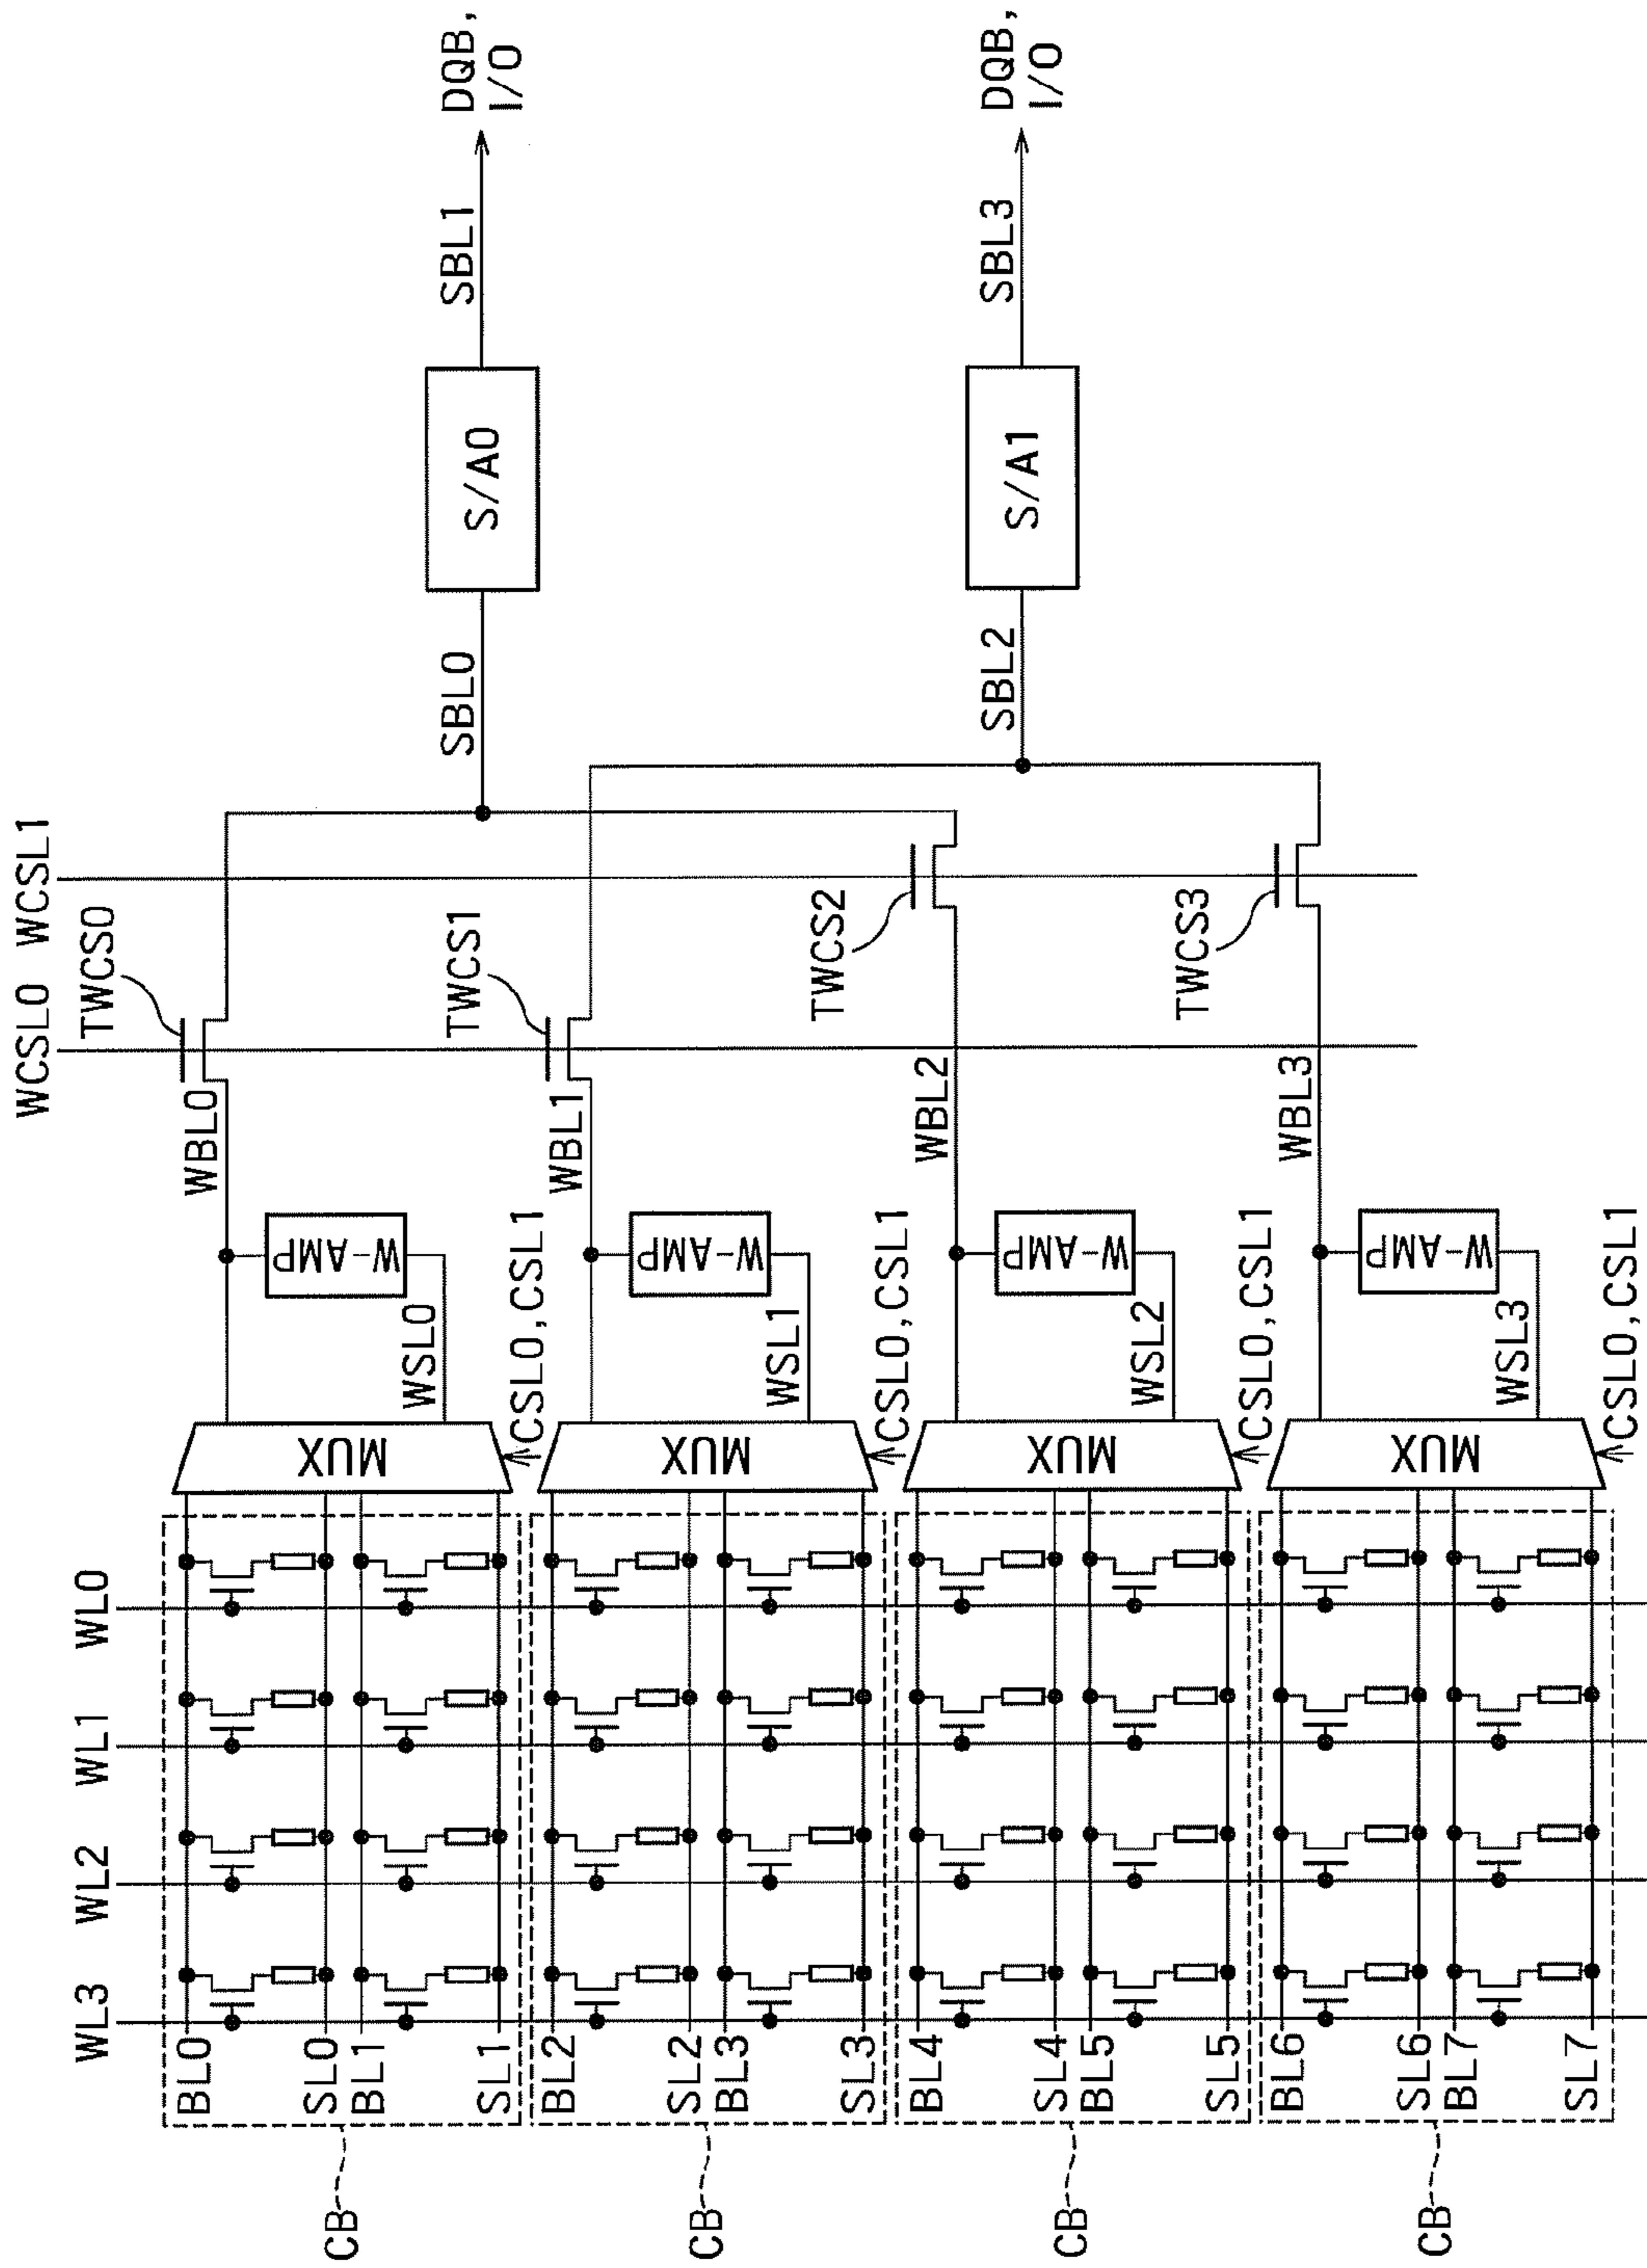 WCSL0
WCSL1
TWCS0
TWCS1
TWCS2
TWCS3
WBL0
WBL1
WBL2
WBL3
SBL0
SBL1
SBL2
SBL3
S/A0
S/A1
DQB,
I/O
DQB,
I/O
W-AMP
W-AMP
W-AMP
W-AMP
WSL0
WSL1
WSL2
WSL3
CSL0,CSL1
CSL0,CSL1
CSL0,CSL1
CSL0,CSL1
MUX
MUX
MUX
MUX
WL0
WL1
WL2
WL3
BL0
SL0
BL1
SL1
BL2
SL2
BL3
SL3
BL4
SL4
BL5
SL5
BL6
SL6
BL7
SL7
CB
CB
CB
CB